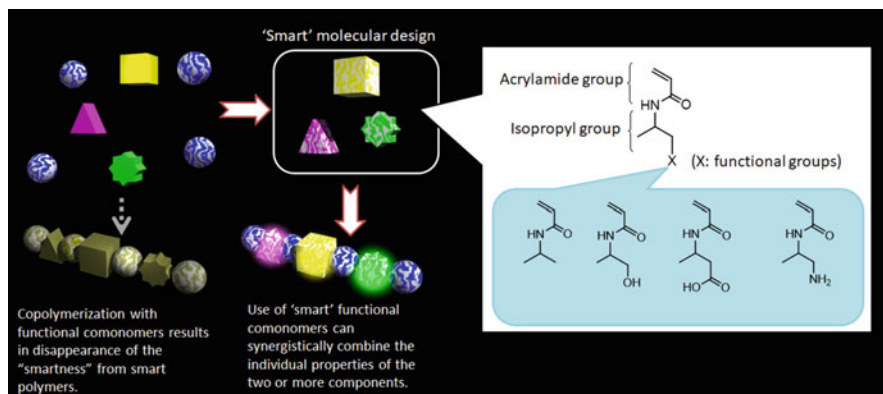 ‘Smart’ molecular design
Acrylamide group
Isopropyl group
HN
O
X
(X: functional groups)
HN
O
HN
O
OH
HN
O
HO
O
HN
O
NH2
Copolymerization with
functional comonomers results
in disappearance of the
“smartness” from smart
polymers.
Use of ‘smart’ functional
comonomers can
synergistically combine the
individual properties of the
two or more components.